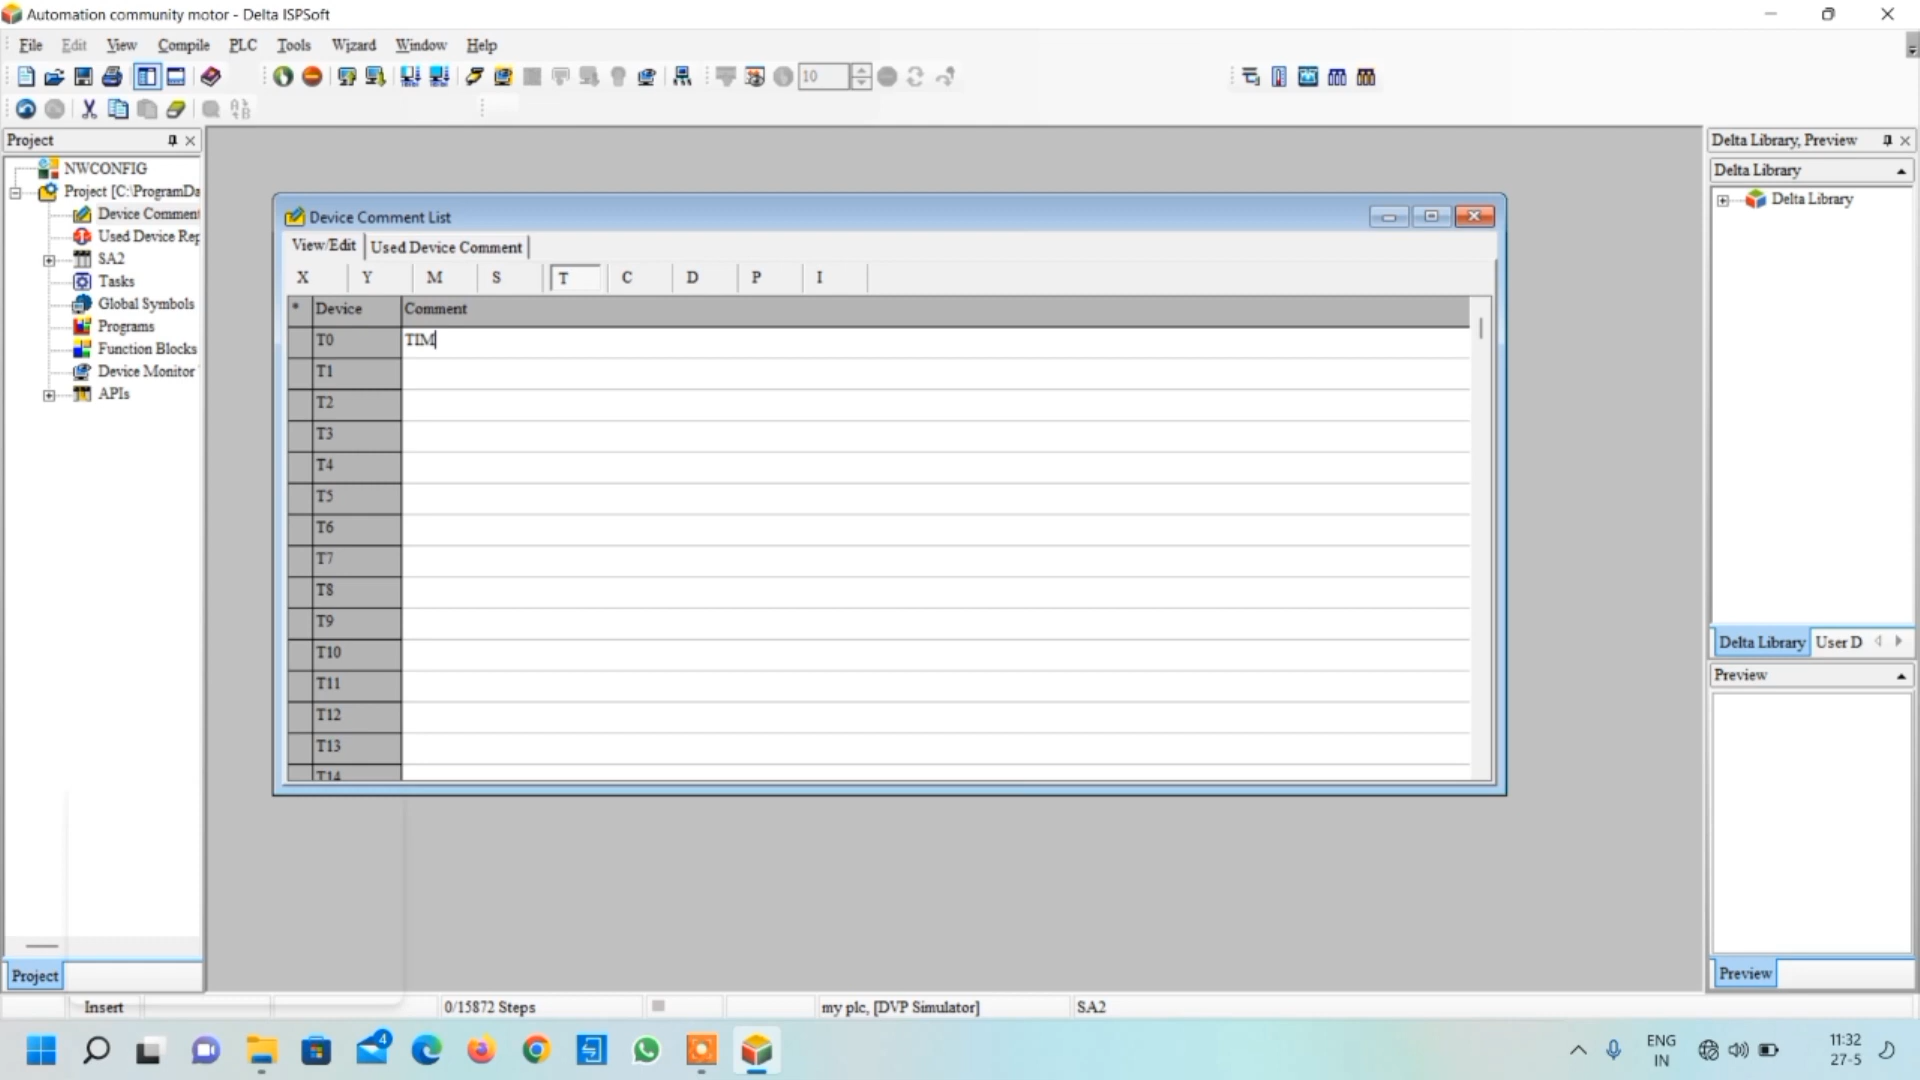 Automation community motor - Delta ISPSoft
File Edit View Compile PLC Tools Wizard Window Help
10
Project
NWCONFIG
Project [C:\ProgramDa
Device Comment
Used Device Rep
SA2
Tasks
Global Symbols
Programs
Function Blocks
Device Monitor
APIs
Project
Device Comment List
View/Edit Used Device Comment
X Y M S T C D P I
* Device Comment
T0 TIM
T1
T2
T3
T4
T5
T6
T7
T8
T9
T10
T11
T12
T13
T14
Delta Library, Preview
Delta Library
Delta Library
Delta Library User D
Preview
Preview
Insert 0/15872 Steps my plc, [DVP Simulator] SA2
4
ENG
IN
11:32
27-5